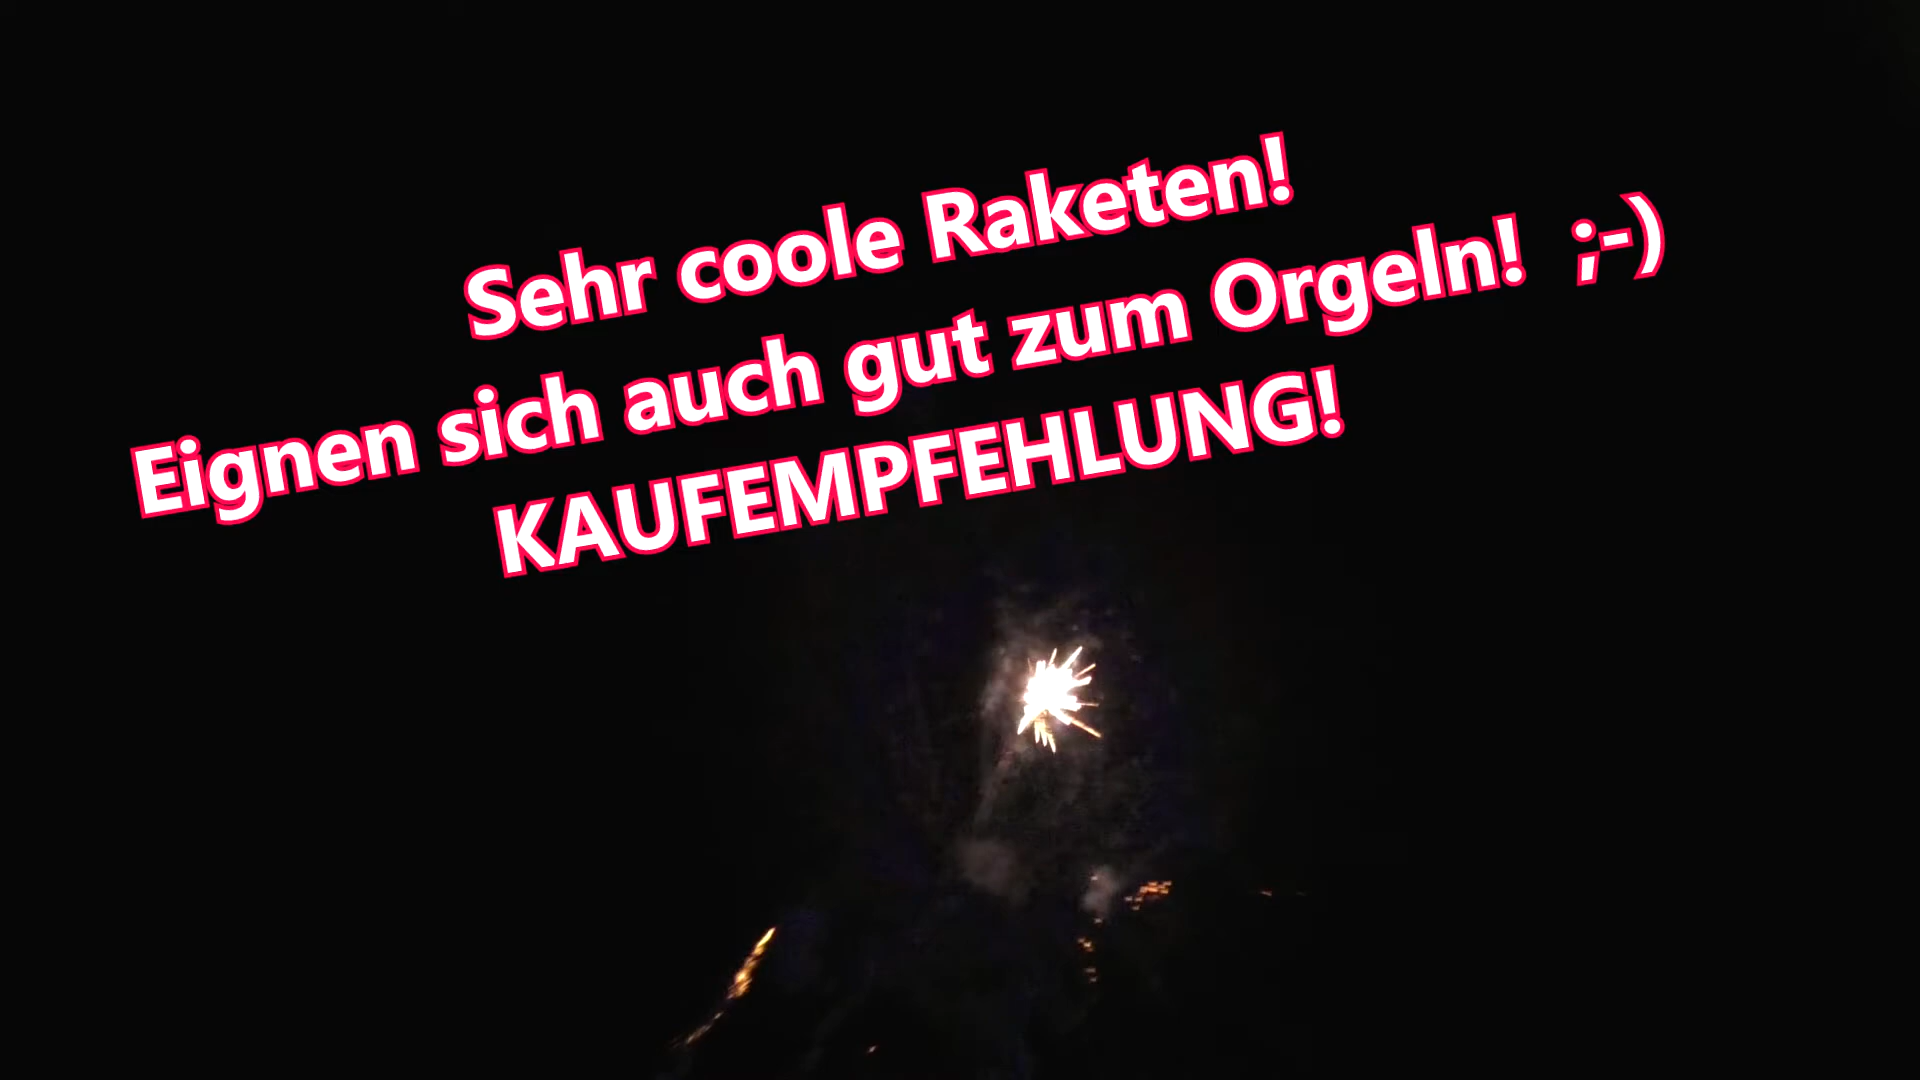 Sehr coole Raketen!
Eignen sich auch gut zum Orgeln!  ;-)
KAUFEMPFEHLUNG!